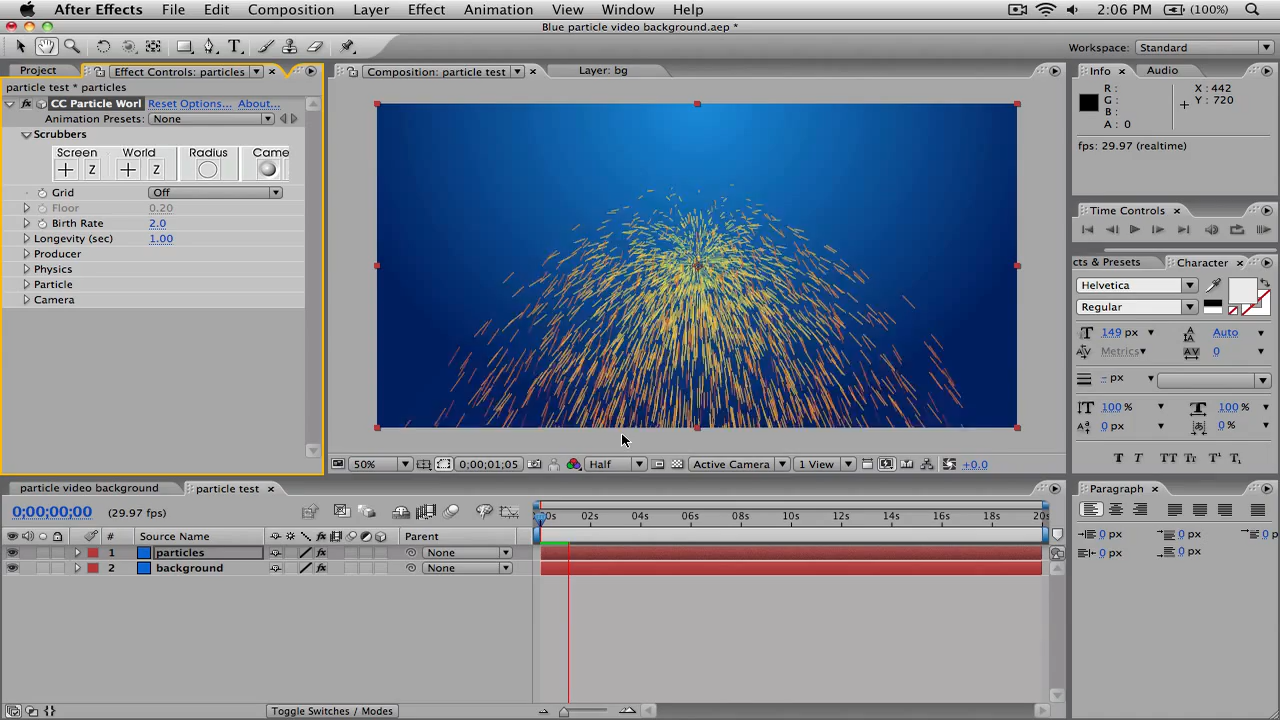 After Effects File Edit Composition Layer Effect Animation View Window Help 2:06 PM (100%)
Blue particle video background.aep *
Workspace: Standard
Project Effect Controls: particles
particle test * particles
CC Particle Worl Reset Options... About...
Animation Presets: None
Scrubbers
Screen World Radius Came
Z Z
Grid Off
Floor 0.20
Birth Rate 2.0
Longevity (sec) 1.00
Producer
Physics
Particle
Camera
Composition: particle test Layer: bg
50% 0;00;01;05 Half Active Camera 1 View +0.0
Info Audio
R : X : 442
G : Y : 720
B :
A : 0
fps: 29.97 (realtime)
Time Controls
cts & Presets Character
Helvetica
Regular
149 px Auto
Metrics 0
- px
100 % 100 %
0 px 0 %
T T TT Tr T¹ T₁
Paragraph
0 px 0 px 0 p
0 px 0 px
particle video background particle test
0;00;00;00 (29.97 fps)
# Source Name Parent
1 particles None
2 background None
:00s 02s 04s 06s 08s 10s 12s 14s 16s 18s 20s
Toggle Switches / Modes